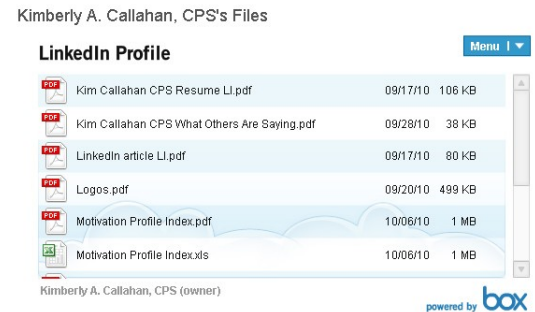 Kimberly A. Callahan, CPS's Files
LinkedIn Profile
Menu
PDF Kim Callahan CPS Resume LI.pdf 09/17/10 106 KB
PDF Kim Callahan CPS What Others Are Saying.pdf 09/28/10 38 KB
PDF LinkedIn article LI.pdf 09/17/10 80 KB
PDF Logos.pdf 09/20/10 499 KB
PDF Motivation Profile Index.pdf 10/06/10 1 MB
Motivation Profile Index.xls 10/06/10 1 MB
Kimberly A. Callahan, CPS (owner)
powered by box